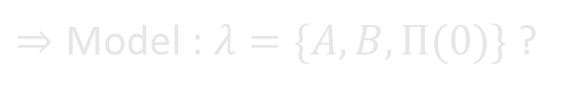 ⇒ Model : λ = {A, B, Π(0)} ?